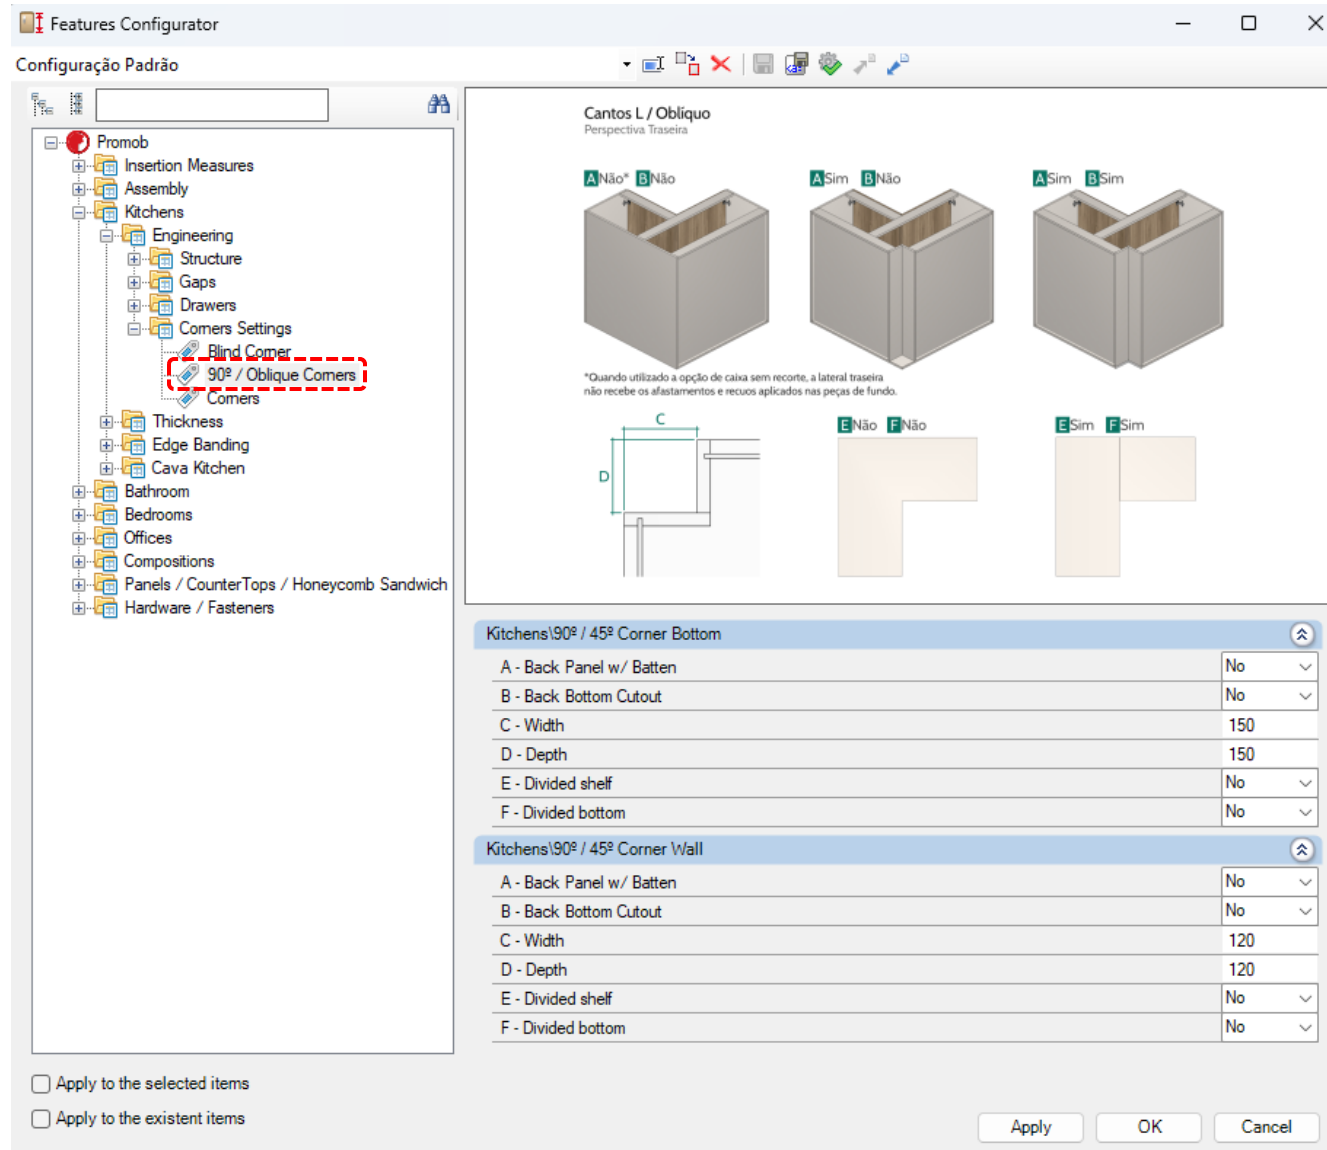 Features Configurator
Configuração Padrão
Promob
Insertion Measures
Assembly
Kitchens
Engineering
Structure
Gaps
Drawers
Corners Settings
Blind Corner
90º / Oblique Corners
Corners
Thickness
Edge Banding
Cava Kitchen
Bathroom
Bedrooms
Offices
Compositions
Panels / CounterTops / Honeycomb Sandwich
Hardware / Fasteners
Cantos L / Oblíquo
Perspectiva Traseira
A Não* B Não
A Sim B Não
A Sim B Sim
*Quando utilizado a opção de caixa sem recorte, a lateral traseira
não recebe os afastamentos e recuos aplicados nas peças de fundo.
C
D
E Não F Não
E Sim F Sim
Kitchens\90º / 45º Corner Bottom
A - Back Panel w/ Batten No
B - Back Bottom Cutout No
C - Width 150
D - Depth 150
E - Divided shelf No
F - Divided bottom No
Kitchens\90º / 45º Corner Wall
A - Back Panel w/ Batten No
B - Back Bottom Cutout No
C - Width 120
D - Depth 120
E - Divided shelf No
F - Divided bottom No
Apply to the selected items
Apply to the existent items
Apply OK Cancel